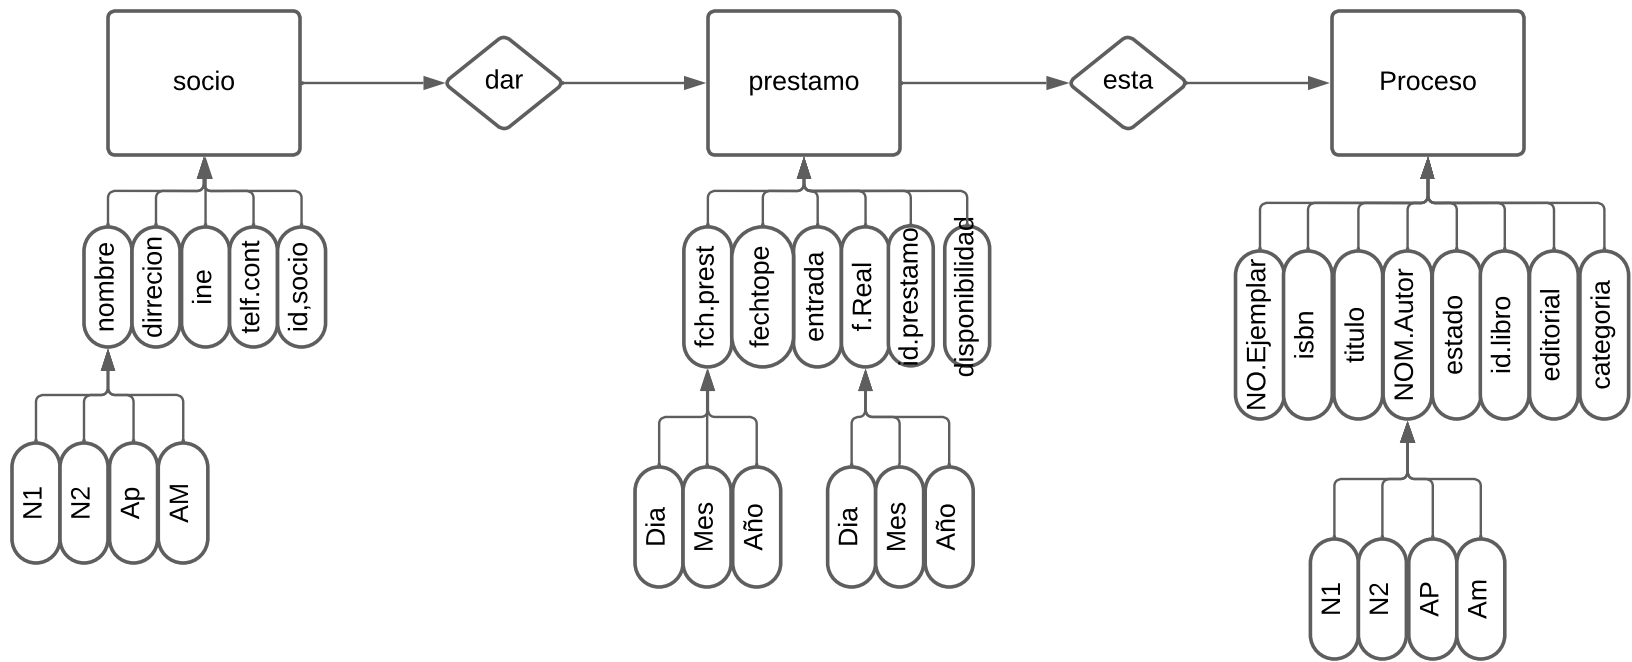 socio
dar
prestamo
esta
Proceso
nombre
dirrecion
ine
telf.cont
id,socio
fch.prest
fechtope
entrada
f.Real
id.prestamo
disponibilidad
NO.Ejemplar
isbn
titulo
NOM.Autor
estado
id.libro
editorial
categoria
N1
N2
Ap
AM
Dia
Mes
Año
Dia
Mes
Año
N1
N2
AP
Am